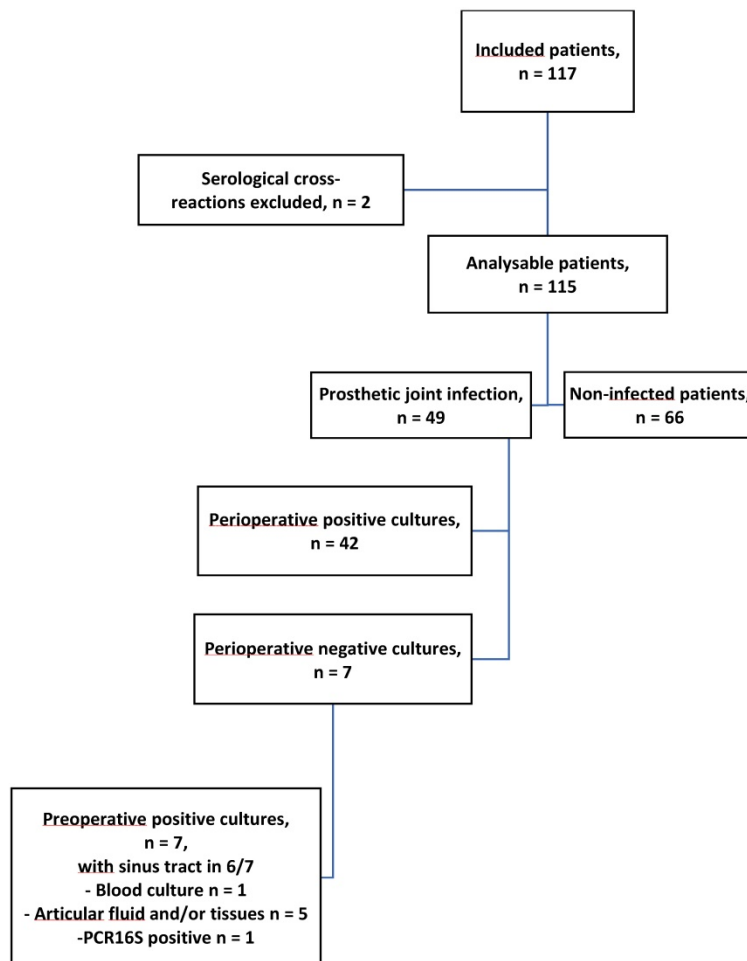 Included patients,
n = 117
Serological cross-
reactions excluded, n = 2
Analysable patients,
n = 115
Prosthetic joint infection,
n = 49
Non-infected patients,
n = 66
Perioperative positive cultures,
n = 42
Perioperative negative cultures,
n = 7
Preoperative positive cultures,
n = 7,
with sinus tract in 6/7
- Blood culture n = 1
- Articular fluid and/or tissues n = 5
-PCR16S positive n = 1